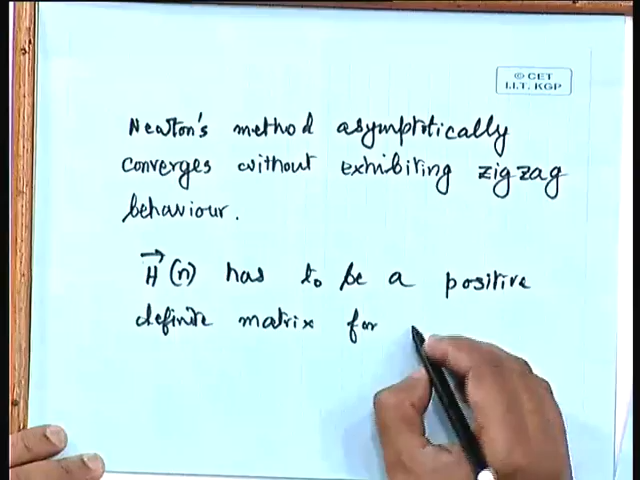 © CET
I.I.T. KGP
Newton's method asymptotically
converges without exhibiting zigzag
behaviour.
H⃗(n) has to be a positive
definite matrix for